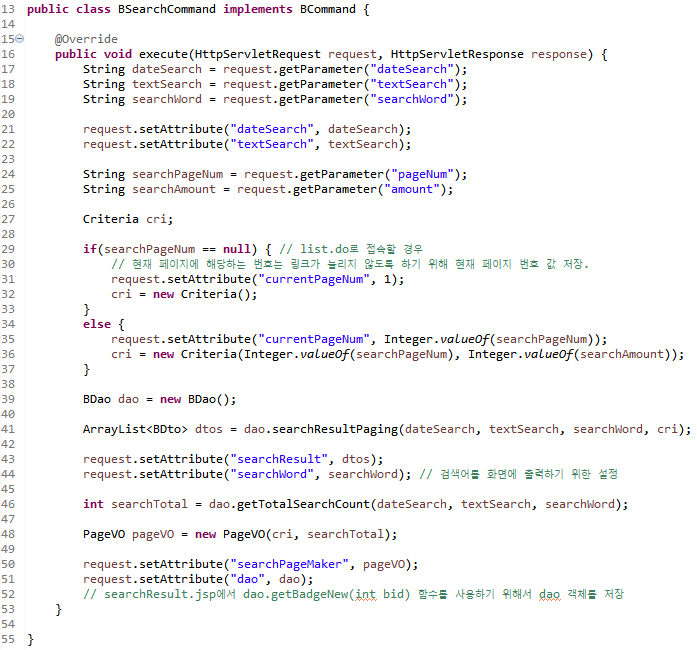 13 public class BSearchCommand implements BCommand {
14
15 @Override
16 public void execute(HttpServletRequest request, HttpServletResponse response) {
17 String dateSearch = request.getParameter("dateSearch");
18 String textSearch = request.getParameter("textSearch");
19 String searchWord = request.getParameter("searchWord");
20
21 request.setAttribute("dateSearch", dateSearch);
22 request.setAttribute("textSearch", textSearch);
23
24 String searchPageNum = request.getParameter("pageNum");
25 String searchAmount = request.getParameter("amount");
26
27 Criteria cri;
28
29 if(searchPageNum == null) { // list.do로 접속할 경우
30 // 현재 페이지에 해당하는 번호는 링크가 눌리지 않도록 하기 위해 현재 페이지 번호 값 저장.
31 request.setAttribute("currentPageNum", 1);
32 cri = new Criteria();
33 }
34 else {
35 request.setAttribute("currentPageNum", Integer.valueOf(searchPageNum));
36 cri = new Criteria(Integer.valueOf(searchPageNum), Integer.valueOf(searchAmount));
37 }
38
39 BDao dao = new BDao();
40
41 ArrayList<BDto> dtos = dao.searchResultPaging(dateSearch, textSearch, searchWord, cri);
42
43 request.setAttribute("searchResult", dtos);
44 request.setAttribute("searchWord", searchWord); // 검색어를 화면에 출력하기 위한 설정
45
46 int searchTotal = dao.getTotalSearchCount(dateSearch, textSearch, searchWord);
47
48 PageVO pageVO = new PageVO(cri, searchTotal);
49
50 request.setAttribute("searchPageMaker", pageVO);
51 request.setAttribute("dao", dao);
52 // searchResult.jsp에서 dao.getBadgeNew(int bid) 함수를 사용하기 위해서 dao 객체를 저장
53 }
54
55 }